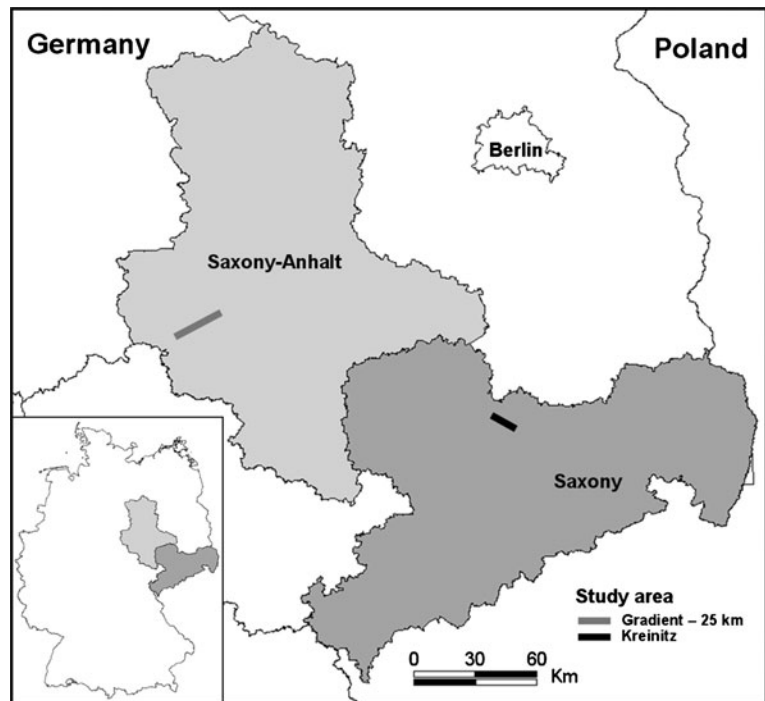 Germany
Poland
Berlin
Saxony-Anhalt
Saxony
Study area
Gradient – 25 km
Kreinitz
0 30 60
Km